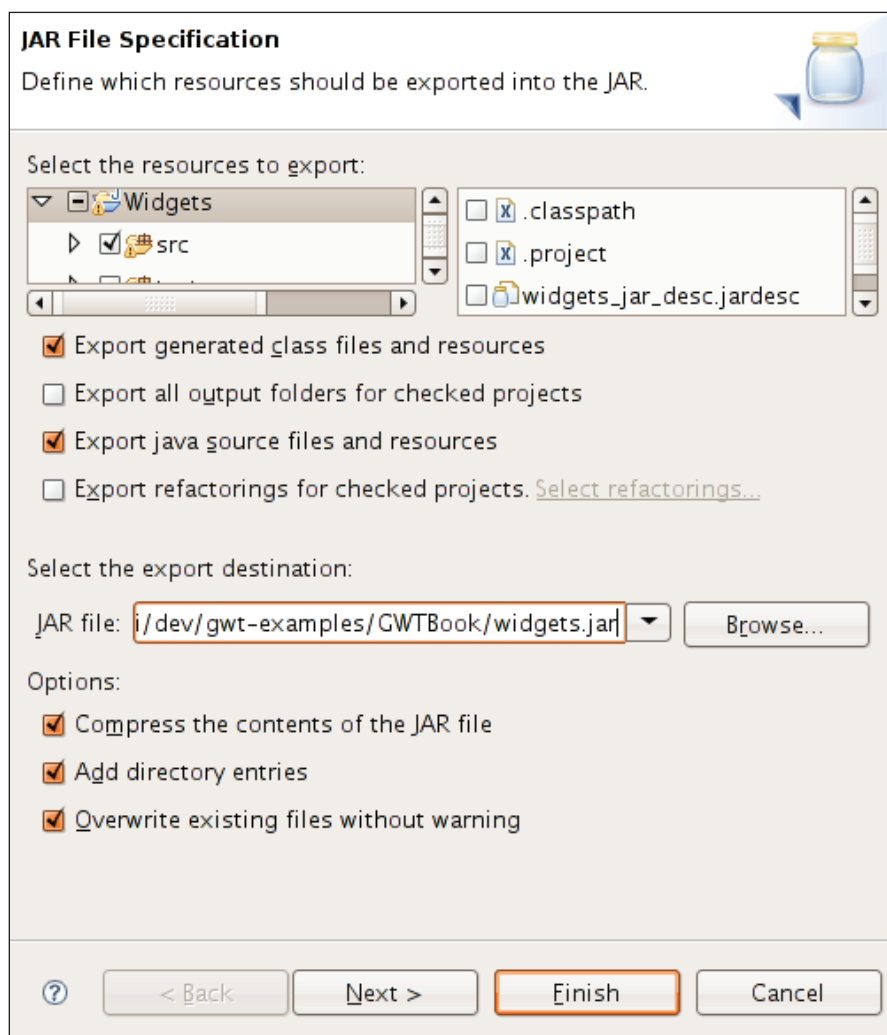 JAR File Specification
Define which resources should be exported into the JAR.
Select the resources to export:
Widgets
src
.classpath
.project
widgets_jar_desc.jardesc
Export generated class files and resources
Export all output folders for checked projects
Export java source files and resources
Export refactorings for checked projects. Select refactorings...
Select the export destination:
JAR file: i/dev/gwt-examples/GWTBook/widgets.jar Browse...
Options:
Compress the contents of the JAR file
Add directory entries
Overwrite existing files without warning
? < Back Next > Finish Cancel